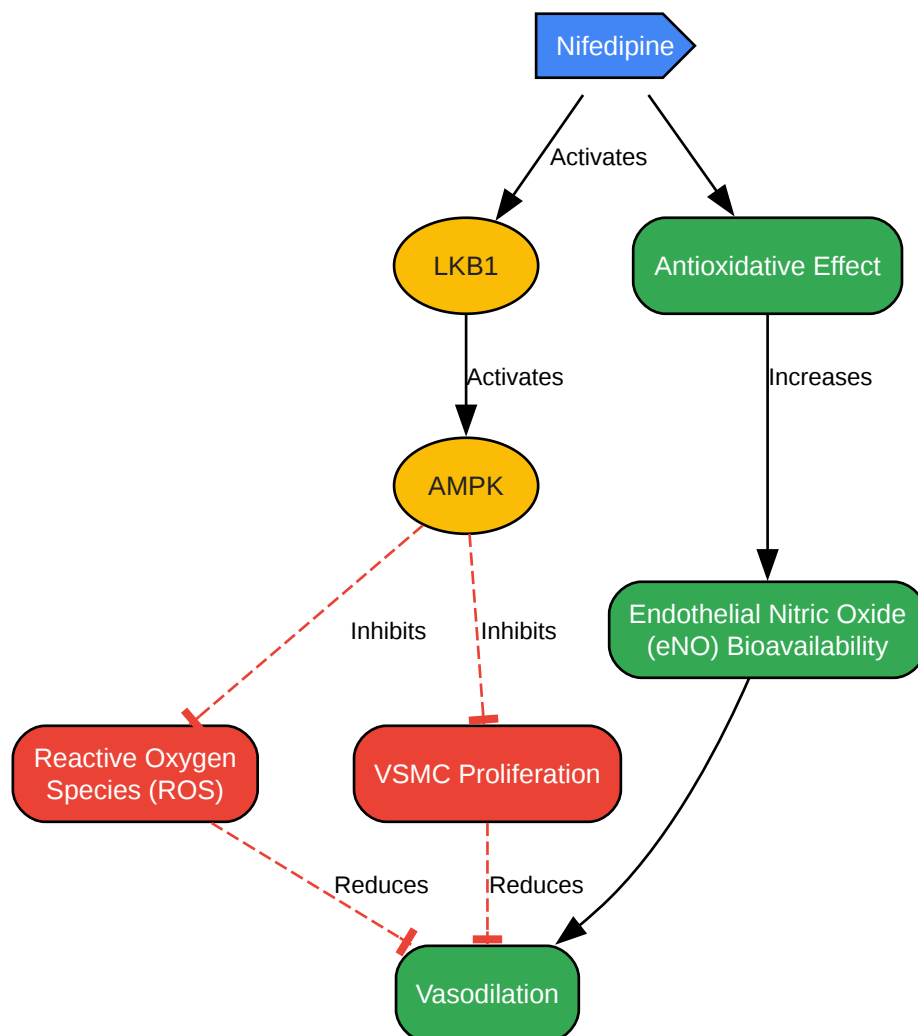 Nifedipine
Activates
LKB1
Antioxidative Effect
Activates
Increases
AMPK
Inhibits
Inhibits
Endothelial Nitric Oxide
(eNO) Bioavailability
Reactive Oxygen
Species (ROS)
VSMC Proliferation
Reduces
Reduces
Vasodilation